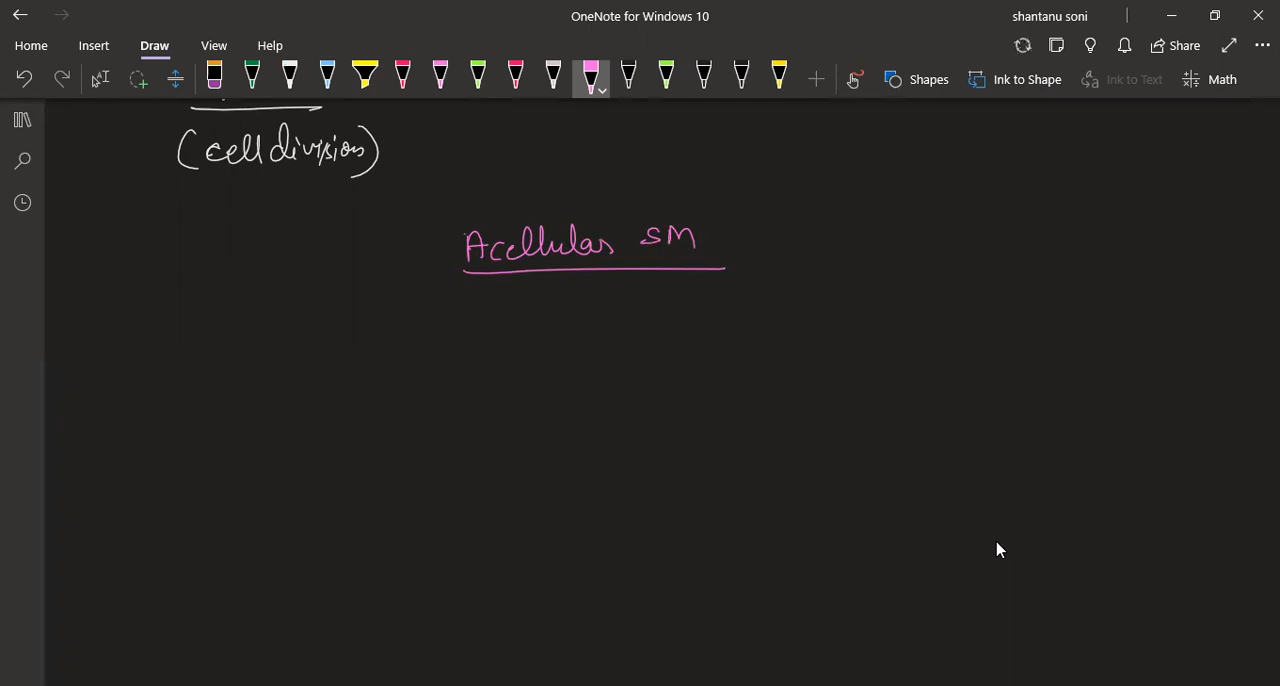 OneNote for Windows 10
shantanu soni
Home Insert Draw View Help
Share
Shapes Ink to Shape Ink to Text Math
(cell division)
Acellular SM